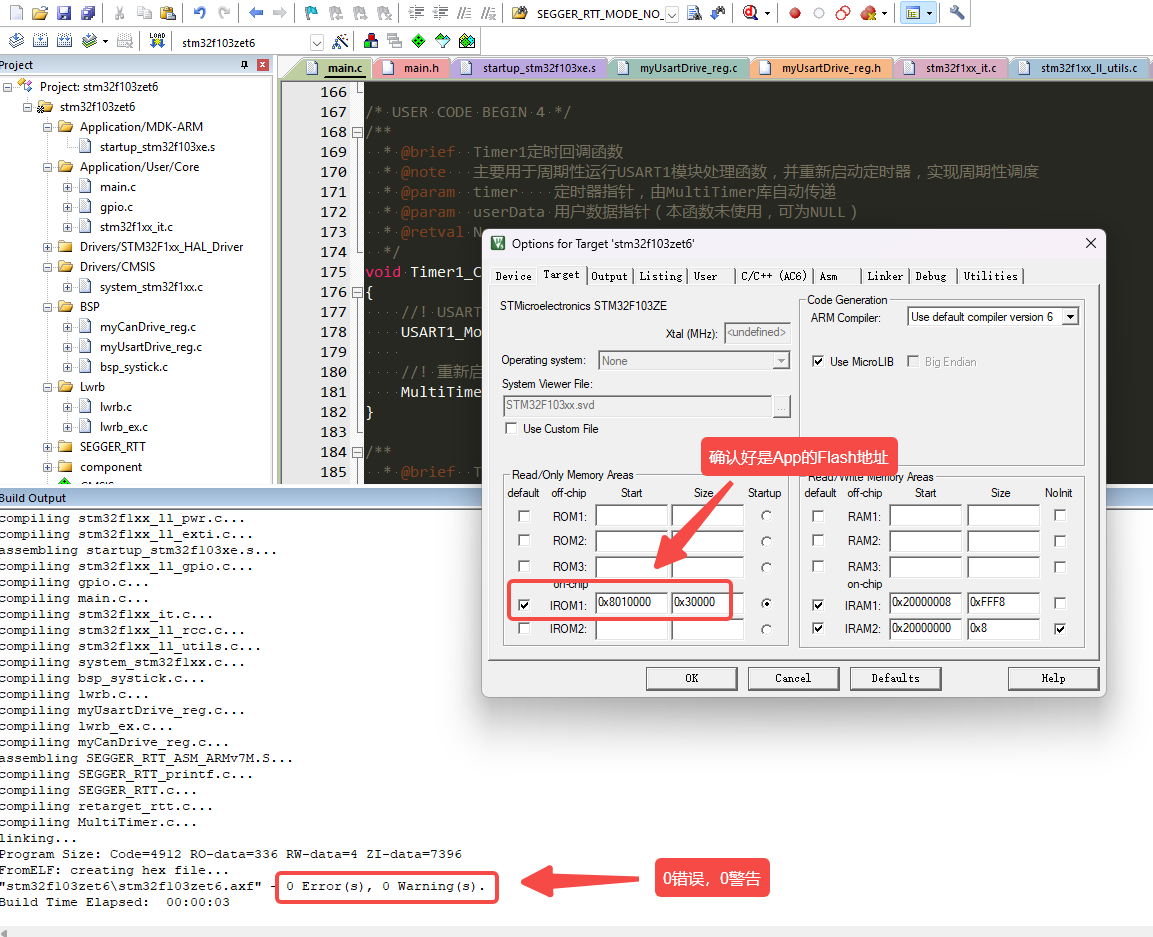 SEGGER_RTT_MODE_NO_
LOAD
stm32f103zet6
Project
main.c
main.h
startup_stm32f103xe.s
myUsartDrive_reg.c
myUsartDrive_reg.h
stm32f1xx_it.c
stm32f1xx_ll_utils.c
Project: stm32f103zet6
stm32f103zet6
Application/MDK-ARM
startup_stm32f103xe.s
Application/User/Core
main.c
gpio.c
stm32f1xx_it.c
Drivers/STM32F1xx_HAL_Driver
Drivers/CMSIS
system_stm32f1xx.c
BSP
myCanDrive_reg.c
myUsartDrive_reg.c
bsp_systick.c
Lwrb
lwrb.c
lwrb_ex.c
SEGGER_RTT
component
166
167 /* USER CODE BEGIN 4 */
168 /**
169 * @brief Timer1定时回调函数
170 * @note 主要用于周期性运行USART1模块处理函数，并重新启动定时器，实现周期性调度
171 * @param timer 定时器指针，由MultiTimer库自动传递
172 * @param userData 用户数据指针（本函数未使用，可为NULL）
173 * @retval N
174 */
175 void Timer1_C
176 {
177 //! USART
178 USART1_Mo
179
180 //! 重新启
181 MultiTime
182 }
183
184 /**
185 * @brief T
Options for Target 'stm32f103zet6'
Device Target Output Listing User C/C++ (AC6) Asm Linker Debug Utilities
STMicroelectronics STM32F103ZE
Xtal (MHz): <undefined>
Operating system: None
System Viewer File:
STM32F103xx.svd ...
Use Custom File
Code Generation
ARM Compiler: Use default compiler version 6
Use MicroLIB Big Endian
确认好是App的Flash地址
Read/Only Memory Areas
default off-chip Start Size Startup
ROM1:
ROM2:
ROM3:
on-chip
IROM1: 0x8010000 0x30000
IROM2:
Read/Write Memory Areas
default off-chip Start Size NoInit
RAM1:
RAM2:
RAM3:
on-chip
IRAM1: 0x20000008 0xFFF8
IRAM2: 0x20000000 0x8
OK Cancel Defaults Help
Build Output
compiling stm32f1xx_ll_pwr.c...
compiling stm32f1xx_ll_exti.c...
assembling startup_stm32f103xe.s...
compiling stm32f1xx_ll_gpio.c...
compiling gpio.c...
compiling main.c...
compiling stm32f1xx_it.c...
compiling stm32f1xx_ll_rcc.c...
compiling stm32f1xx_ll_utils.c...
compiling system_stm32f1xx.c...
compiling bsp_systick.c...
compiling lwrb.c...
compiling myUsartDrive_reg.c...
compiling lwrb_ex.c...
compiling myCanDrive_reg.c...
assembling SEGGER_RTT_ASM_ARMv7M.S...
compiling SEGGER_RTT_printf.c...
compiling SEGGER_RTT.c...
compiling retarget_rtt.c...
compiling MultiTimer.c...
linking...
Program Size: Code=4912 RO-data=336 RW-data=4 ZI-data=7396
FromELF: creating hex file...
"stm32f103zet6\stm32f103zet6.axf" - 0 Error(s), 0 Warning(s).
Build Time Elapsed: 00:00:03
0错误，0警告